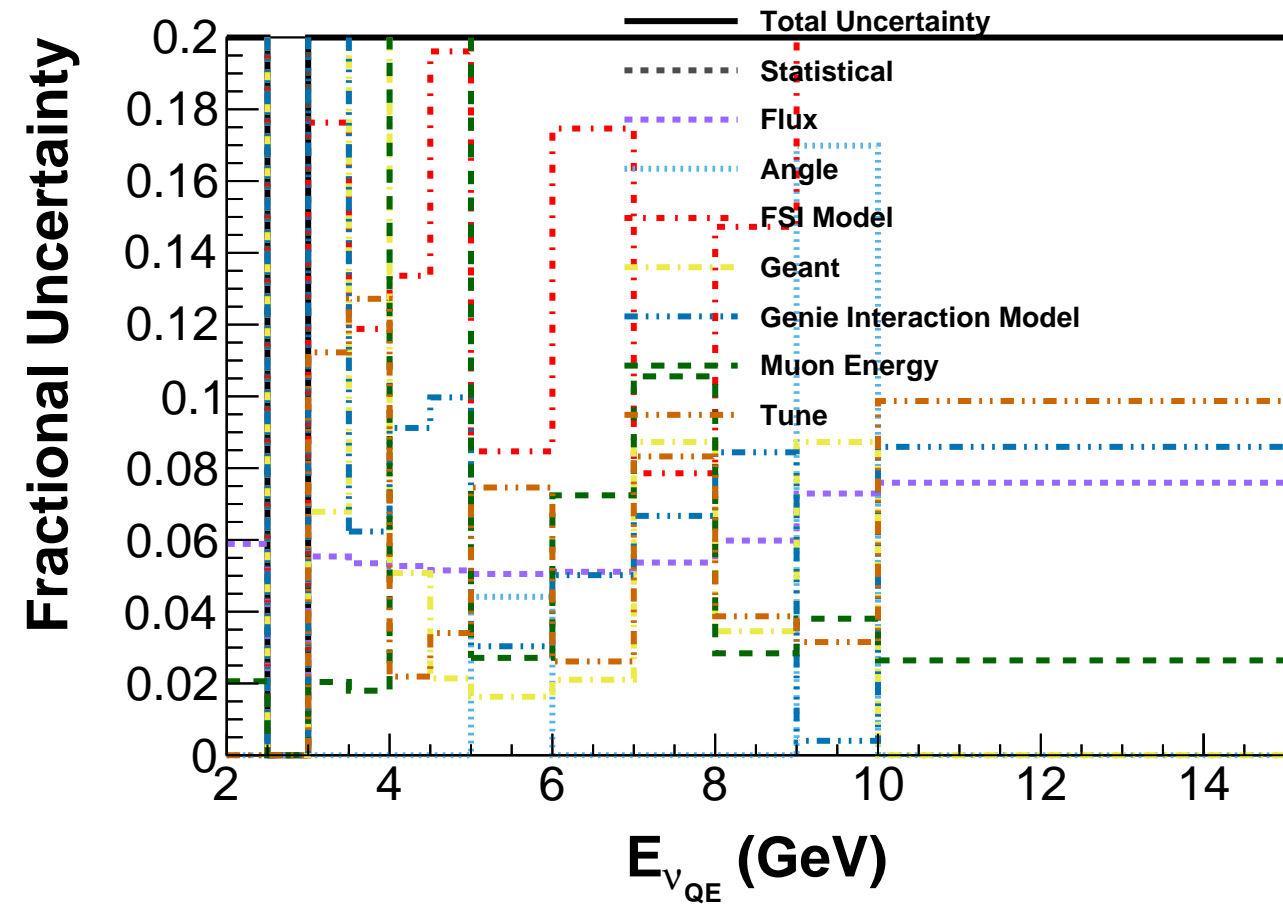 Fractional Uncertainty
0.2
0.18
0.16
0.14
0.12
0.1
0.08
0.06
0.04
0.02
0
Total Uncertainty
Statistical
Flux
Angle
FSI Model
Geant
Genie Interaction Model
Muon Energy
Tune
2 4 6 8 10 12 14
E_ν_QE (GeV)